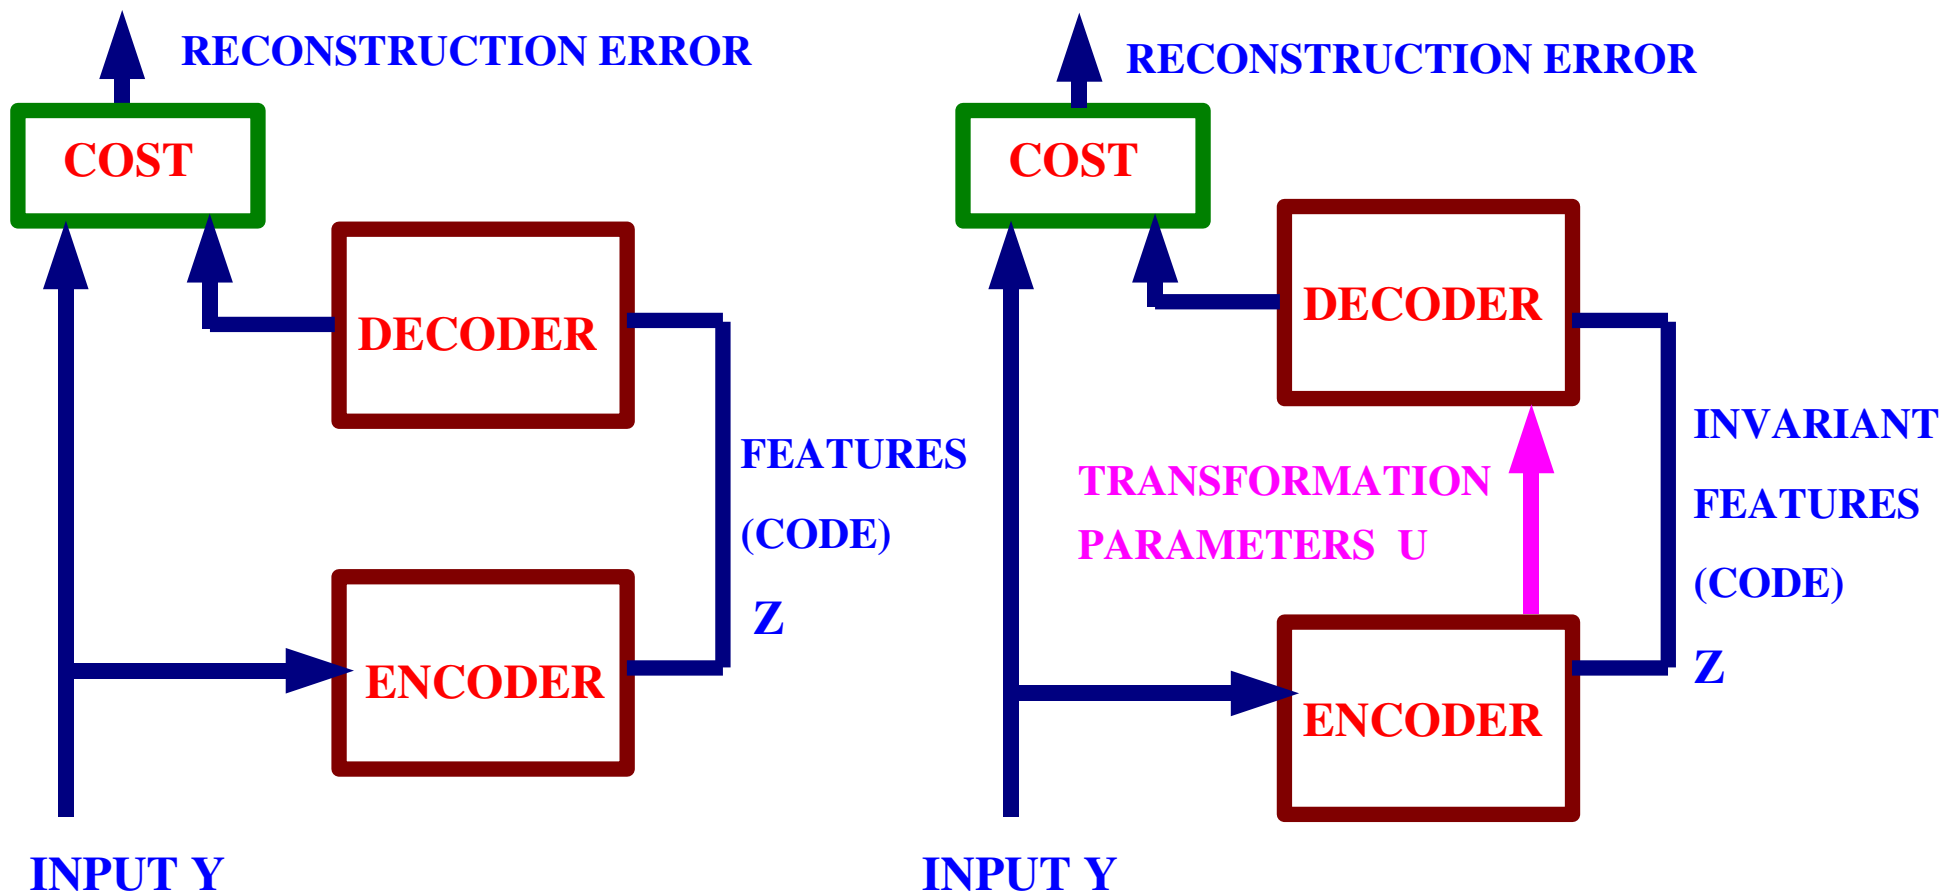 RECONSTRUCTION ERROR
COST
DECODER
FEATURES
(CODE)
Z
ENCODER
INPUT Y
RECONSTRUCTION ERROR
COST
DECODER
TRANSFORMATION
PARAMETERS U
INVARIANT
FEATURES
(CODE)
Z
ENCODER
INPUT Y